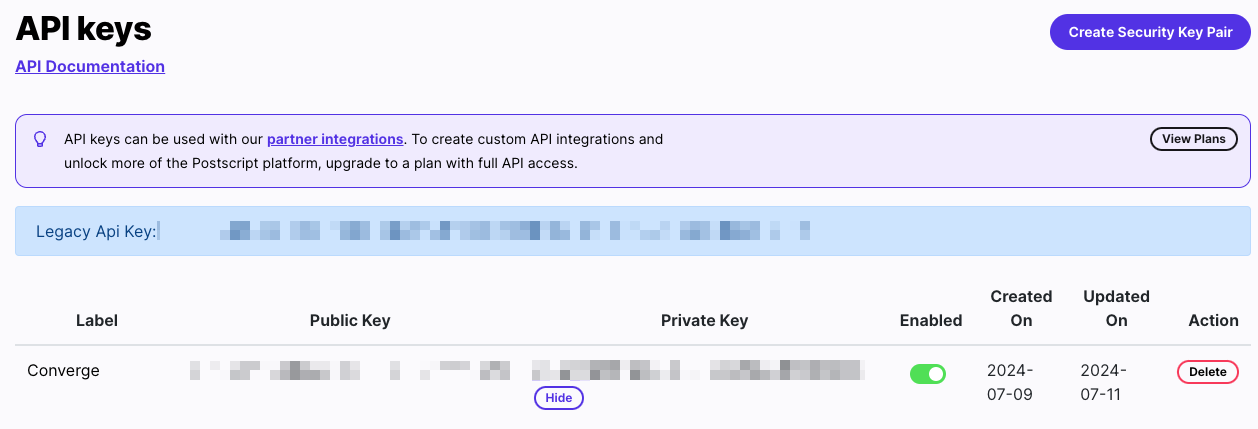 API keys
Create Security Key Pair
API Documentation
API keys can be used with our partner integrations. To create custom API integrations and
unlock more of the Postscript platform, upgrade to a plan with full API access.
View Plans
Legacy Api Key:
Label Public Key Private Key Enabled Created On Updated On Action
Converge 2024-07-09 2024-07-11 Delete
Hide